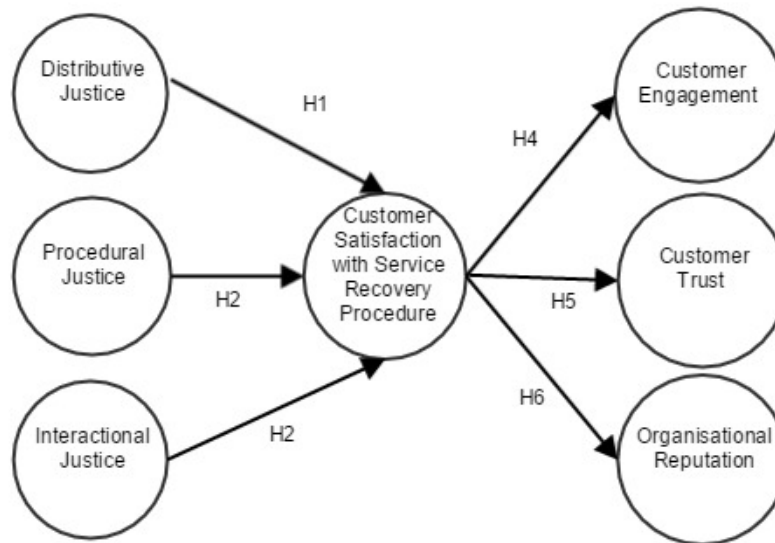 Distributive
Justice
H1
Procedural
Justice
H2
Interactional
Justice
H2
Customer
Satisfaction
with Service
Recovery
Procedure
H4
Customer
Engagement
H5
Customer
Trust
H6
Organisational
Reputation